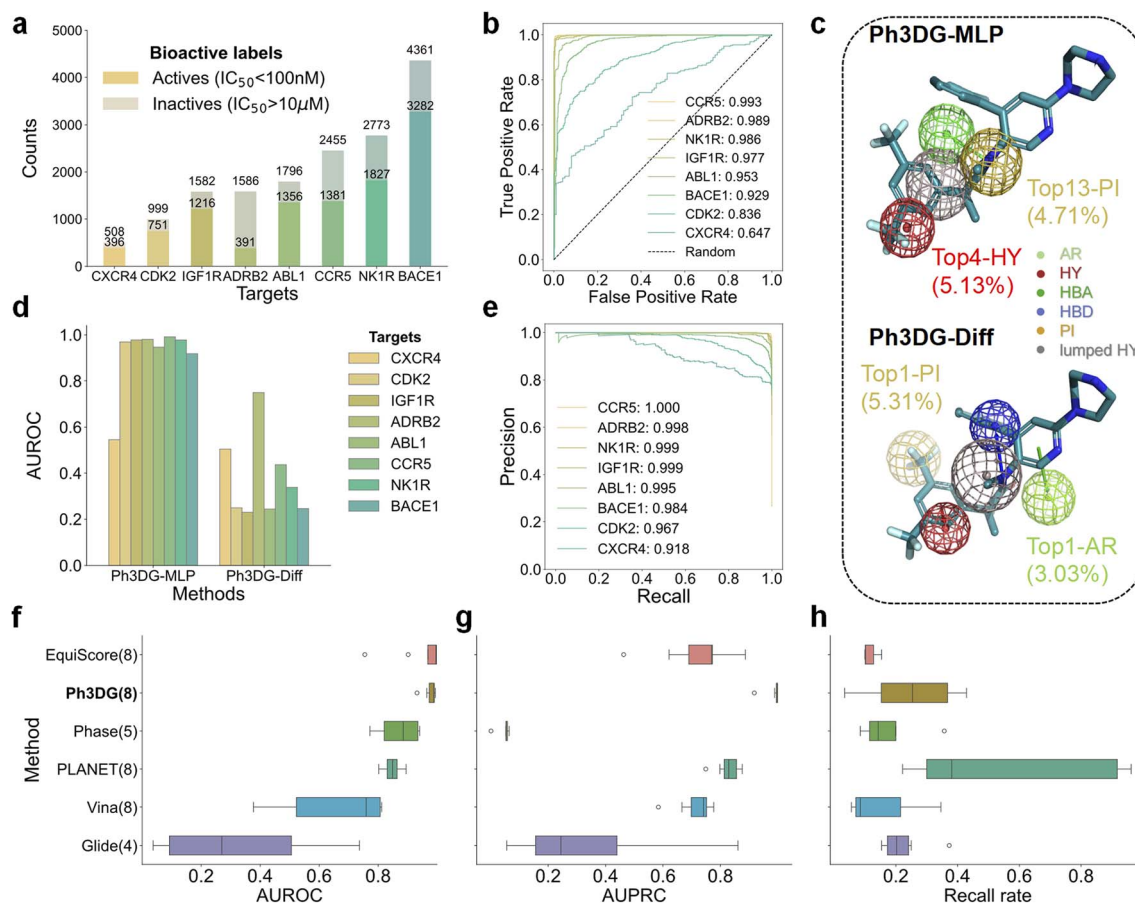 a
Bioactive labels
Actives (IC50<100nM)
Inactives (IC50>10μM)
Counts
5000
4000
3000
2000
1000
0
508
396
999
751
1582
1216
1586
391
1796
1356
2455
1381
2773
1827
4361
3282
CXCR4 CDK2 IGF1R ADRB2 ABL1 CCR5 NK1R BACE1
Targets
b
True Positive Rate
1.0
0.8
0.6
0.4
0.2
0.0
CCR5: 0.993
ADRB2: 0.989
NK1R: 0.986
IGF1R: 0.977
ABL1: 0.953
BACE1: 0.929
CDK2: 0.836
CXCR4: 0.647
Random
0.0 0.2 0.4 0.6 0.8 1.0
False Positive Rate
c
Ph3DG-MLP
Top13-PI
(4.71%)
Top4-HY
(5.13%)
AR
HY
HBA
HBD
PI
lumped HY
Ph3DG-Diff
Top1-PI
(5.31%)
Top1-AR
(3.03%)
d
AUROC
1.0
0.8
0.6
0.4
0.2
0.0
Targets
CXCR4
CDK2
IGF1R
ADRB2
ABL1
CCR5
NK1R
BACE1
Ph3DG-MLP Ph3DG-Diff
Methods
e
Precision
1.0
0.8
0.6
0.4
0.2
0.0
CCR5: 1.000
ADRB2: 0.998
NK1R: 0.999
IGF1R: 0.999
ABL1: 0.995
BACE1: 0.984
CDK2: 0.967
CXCR4: 0.918
0.0 0.2 0.4 0.6 0.8 1.0
Recall
f
Method
EquiScore(8)
Ph3DG(8)
Phase(5)
PLANET(8)
Vina(8)
Glide(4)
0.2 0.4 0.6 0.8
AUROC
g
0.2 0.4 0.6 0.8
AUPRC
h
0.2 0.4 0.6 0.8
Recall rate